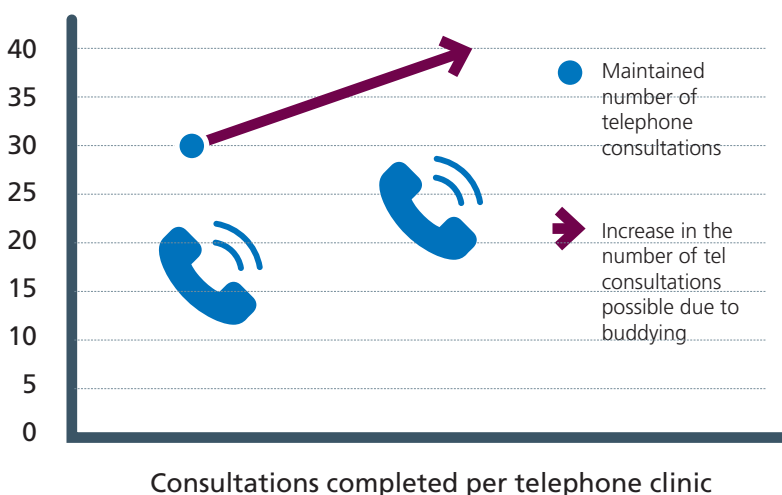 40
35
30
25
20
15
10
5
0
Maintained
number of
telephone
consultations
Increase in the
number of tel
consultations
possible due to
buddying
Consultations completed per telephone clinic